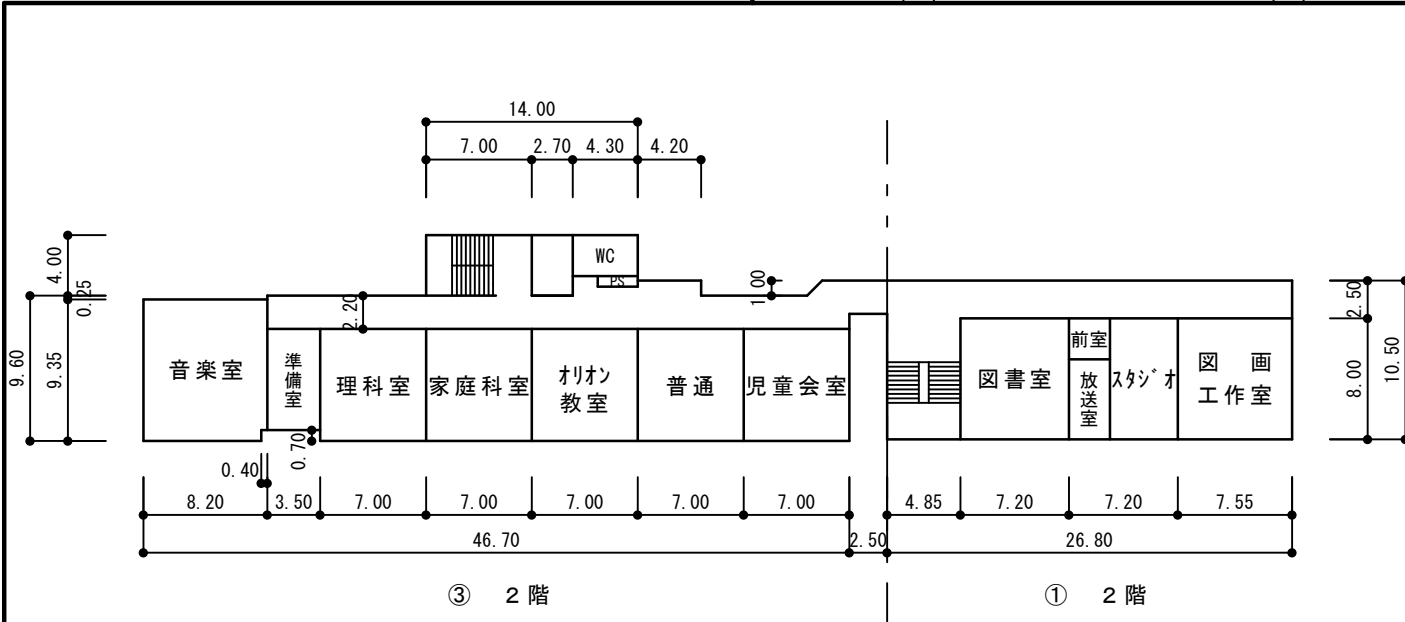 14.00
7.00 2.70 4.30 4.20
4.00
0.25
9.60
9.35
WC
PS
1.00
2.20
2.50
8.00
10.50
音楽室
準備室
理科室
家庭科室
オリオン
教室
普通
児童会室
図書室
前室
放送室
スタジオ
図画
工作室
0.40
0.70
8.20 3.50 7.00 7.00 7.00 7.00 7.00 4.85 7.20 7.20 7.55
46.70 2.50 26.80
③ 2階 ① 2階